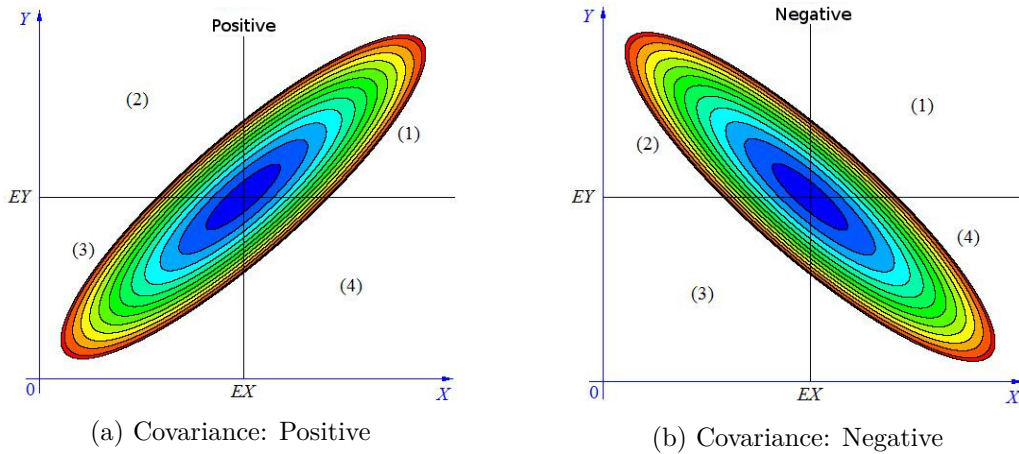 Y
Positive
(2)
(1)
EY
(3)
(4)
0
EX
X
(a) Covariance: Positive
Y
Negative
(1)
(2)
EY
(4)
(3)
0
EX
X
(b) Covariance: Negative